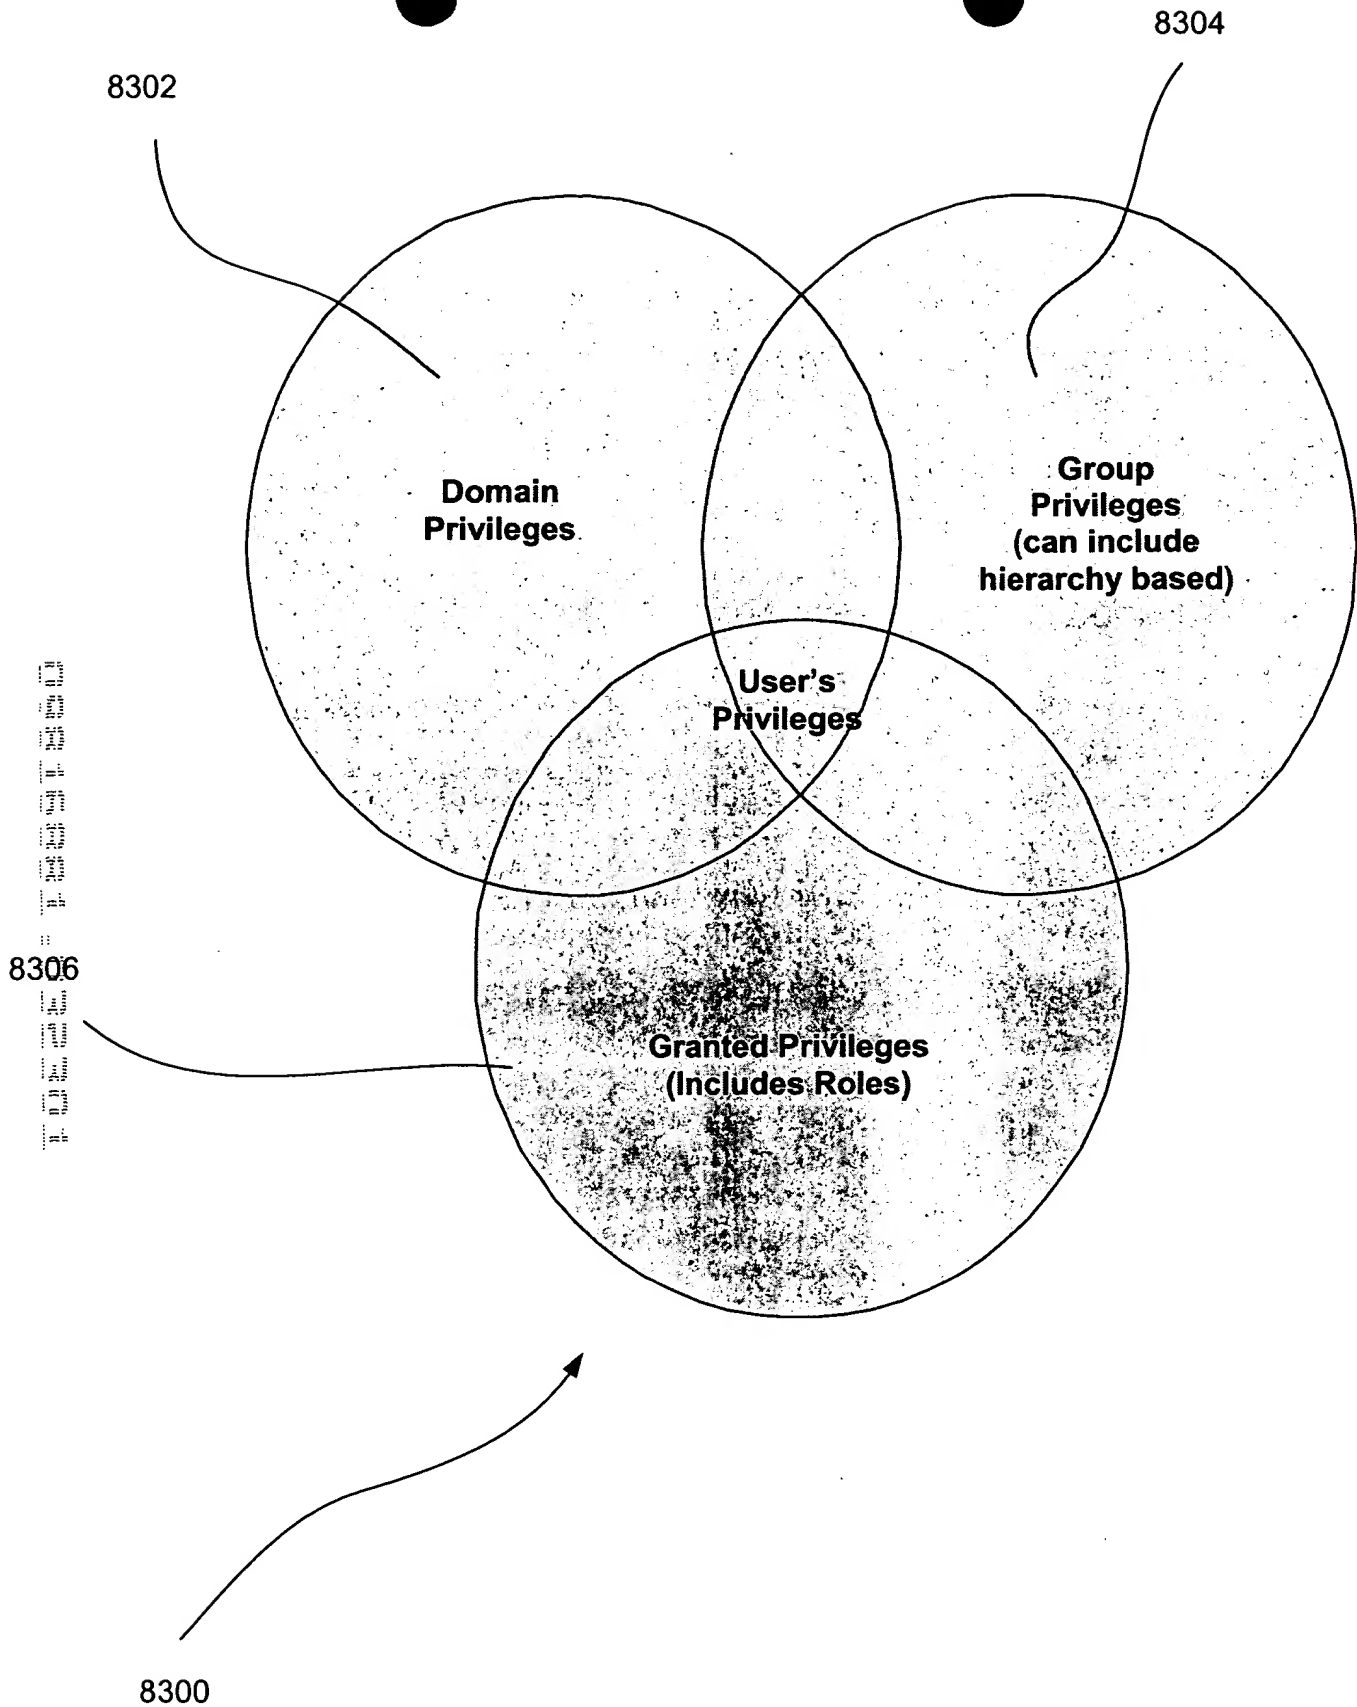 8304
8302
Domain
Privileges
Group
Privileges
(can include
hierarchy based)
User's
Privileges
8306
Granted Privileges
(Includes Roles)
8300